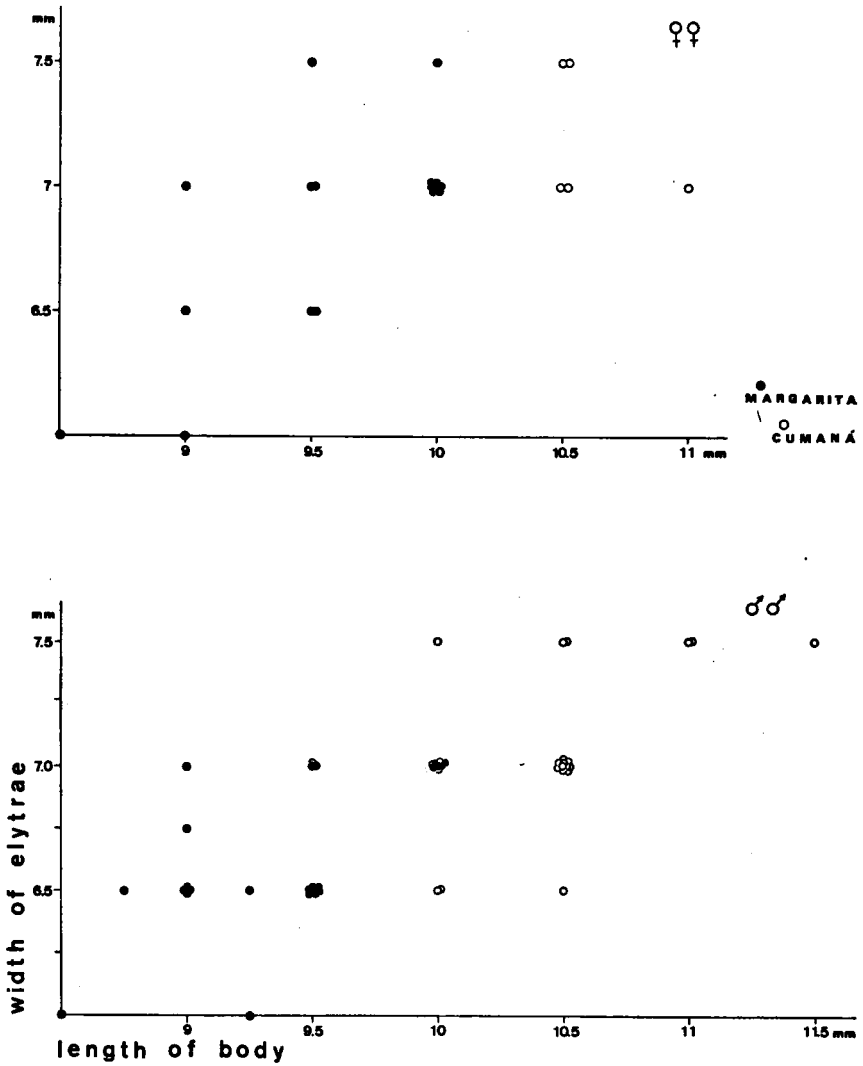 mm
♀♀
7.5
7
6.5
9 9.5 10 10.5 11 mm
MARGARITA
CUMANÁ
mm
♂♂
7.5
7.0
6.5
width of elytrae
9 9.5 10 10.5 11 11.5 mm
length of body